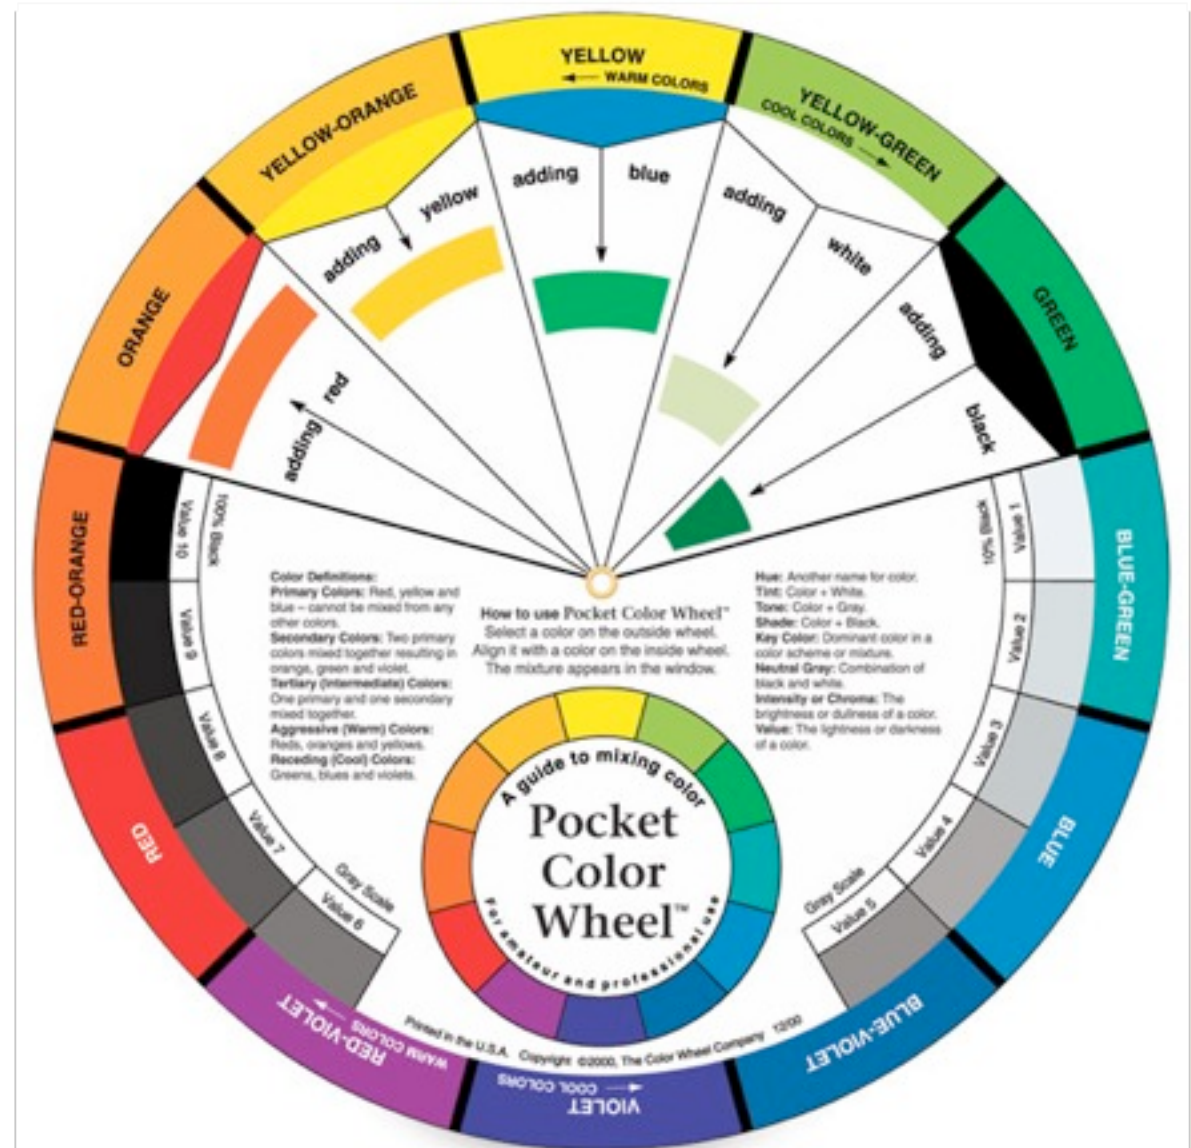 YELLOW
WARM COLORS
YELLOW-GREEN
COOL COLORS
GREEN
BLUE-GREEN
BLUE
BLUE-VIOLET
VIOLET
COOL COLORS
RED-VIOLET
WARM COLORS
RED
RED-ORANGE
ORANGE
YELLOW-ORANGE
adding red
adding yellow
adding blue
adding white
adding black
100% Black
Value 10
Value 9
Value 8
Value 7
Value 6
Gray Scale
10% Black
Value 1
Value 2
Value 3
Value 4
Value 5
Gray Scale
Color Definitions:
Primary Colors: Red, yellow and
blue – cannot be mixed from any
other colors.
Secondary Colors: Two primary
colors mixed together resulting in
orange, green and violet.
Tertiary (Intermediate) Colors:
One primary and one secondary
mixed together.
Aggressive (Warm) Colors:
Reds, oranges and yellows.
Receding (Cool) Colors:
Greens, blues and violets.
How to use Pocket Color Wheel™
Select a color on the outside wheel.
Align it with a color on the inside wheel.
The mixture appears in the window.
Hue: Another name for color.
Tint: Color + White.
Tone: Color + Gray.
Shade: Color + Black.
Key Color: Dominant color in a
color scheme or mixture.
Neutral Gray: Combination of
black and white.
Intensity or Chroma: The
brightness or dullness of a color.
Value: The lightness or darkness
of a color.
A guide to mixing color
Pocket
Color
Wheel™
For amateur and professional use
Printed in the U.S.A. Copyright ©2000, The Color Wheel Company 12/00